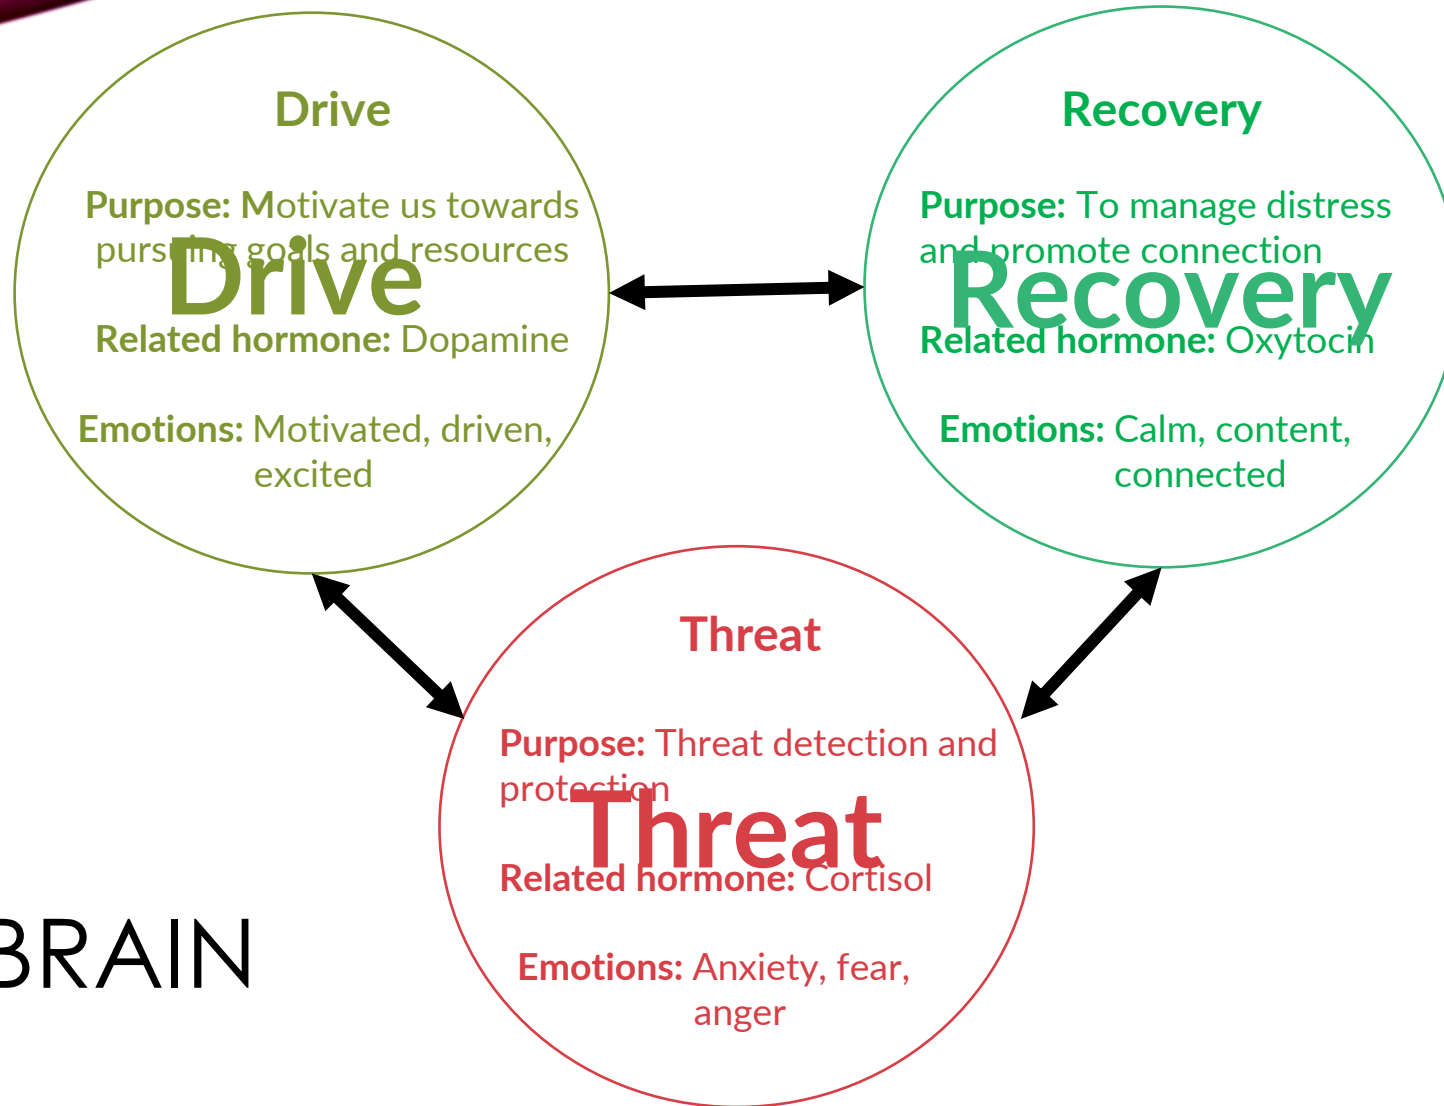 Drive
Purpose: Motivate us towards
pursuing goals and resources
Drive
Related hormone: Dopamine
Emotions: Motivated, driven,
excited
Recovery
Purpose: To manage distress
and promote connection
Recovery
Related hormone: Oxytocin
Emotions: Calm, content,
connected
Threat
Purpose: Threat detection and
protection
Threat
Related hormone: Cortisol
Emotions: Anxiety, fear,
anger
BRAIN